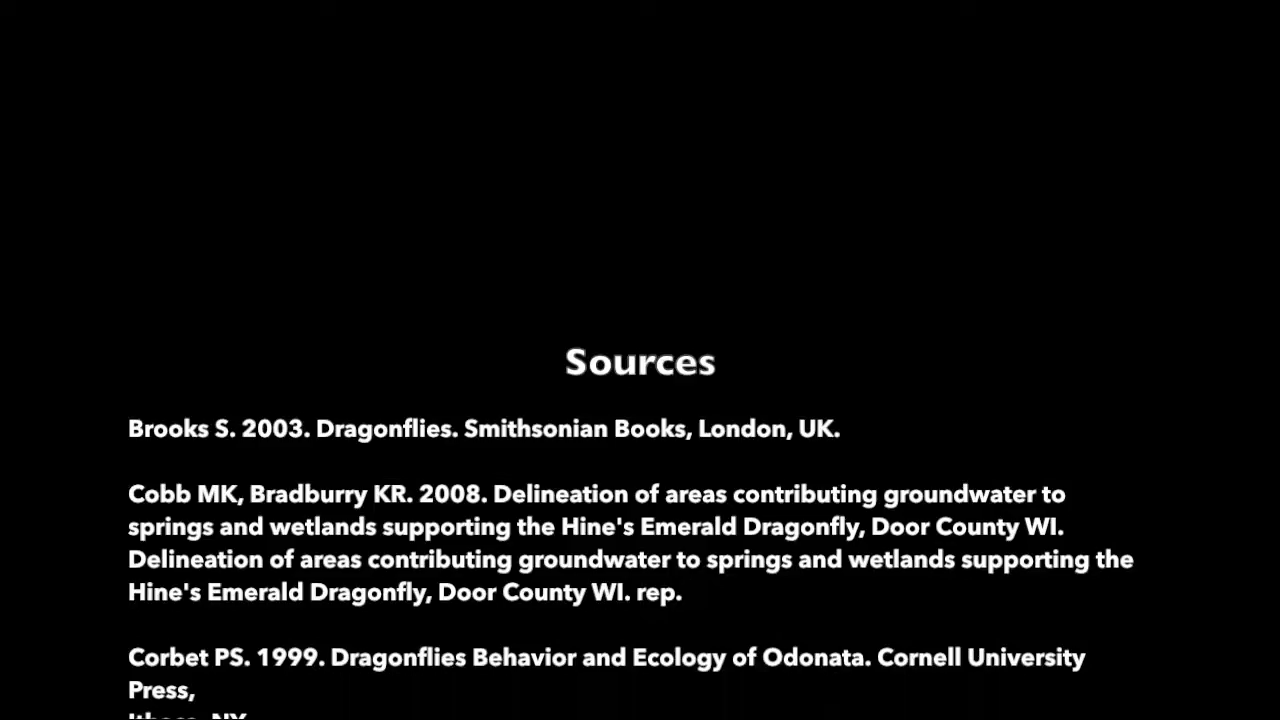 Sources
Brooks S. 2003. Dragonflies. Smithsonian Books, London, UK.
Cobb MK, Bradburry KR. 2008. Delineation of areas contributing groundwater to
springs and wetlands supporting the Hine's Emerald Dragonfly, Door County WI.
Delineation of areas contributing groundwater to springs and wetlands supporting the
Hine's Emerald Dragonfly, Door County WI. rep.
Corbet PS. 1999. Dragonflies Behavior and Ecology of Odonata. Cornell University
Press,
Ithaca, NY